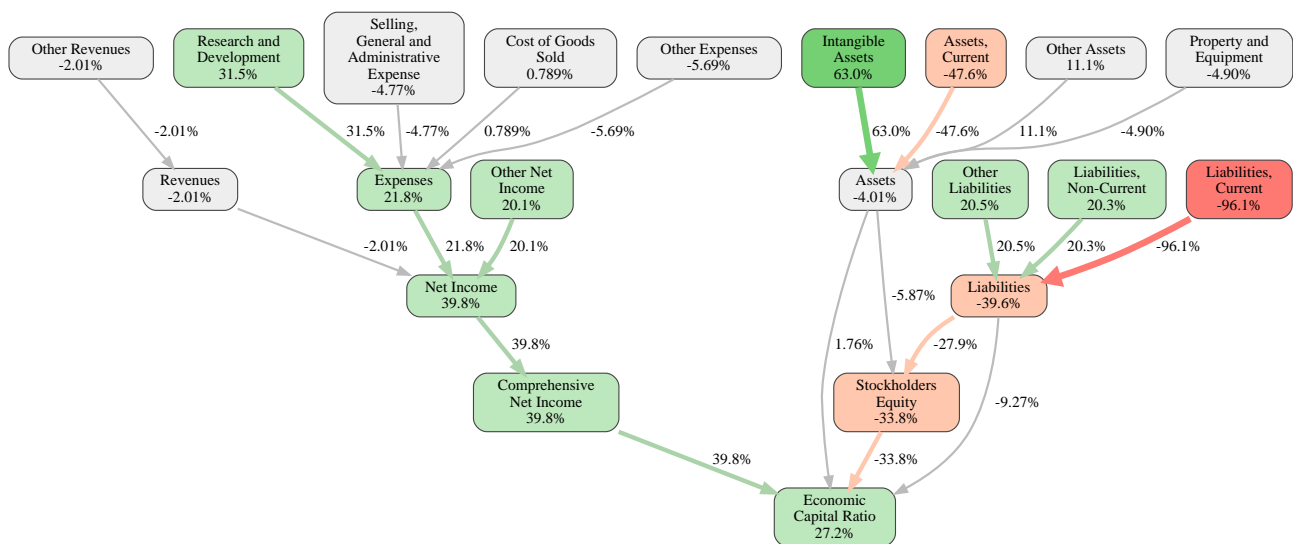 Other Revenues
-2.01%
Research and
Development
31.5%
Selling,
General and
Administrative
Expense
-4.77%
Cost of Goods
Sold
0.789%
Other Expenses
-5.69%
Intangible
Assets
63.0%
Assets,
Current
-47.6%
Other Assets
11.1%
Property and
Equipment
-4.90%
-2.01%
31.5%
-4.77%
0.789%
-5.69%
63.0%
-47.6%
11.1%
-4.90%
Revenues
-2.01%
Expenses
21.8%
Other Net
Income
20.1%
Assets
-4.01%
Other
Liabilities
20.5%
Liabilities,
Non-Current
20.3%
Liabilities,
Current
-96.1%
-2.01%
21.8%
20.1%
20.5%
20.3%
-96.1%
Net Income
39.8%
-5.87%
Liabilities
-39.6%
39.8%
1.76%
-27.9%
Comprehensive
Net Income
39.8%
Stockholders
Equity
-33.8%
-9.27%
39.8%
-33.8%
Economic
Capital Ratio
27.2%